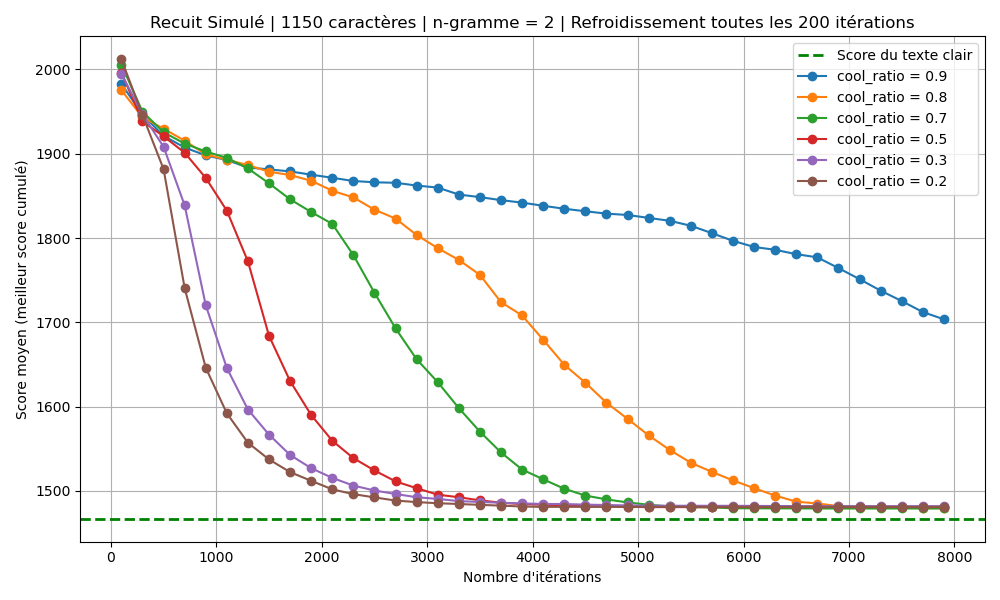 Recuit Simulé | 1150 caractères | n-gramme = 2 | Refroidissement toutes les 200 itérations
Score moyen (meilleur score cumulé)
2000
1900
1800
1700
1600
1500
Score du texte clair
cool_ratio = 0.9
cool_ratio = 0.8
cool_ratio = 0.7
cool_ratio = 0.5
cool_ratio = 0.3
cool_ratio = 0.2
0 1000 2000 3000 4000 5000 6000 7000 8000
Nombre d'itérations